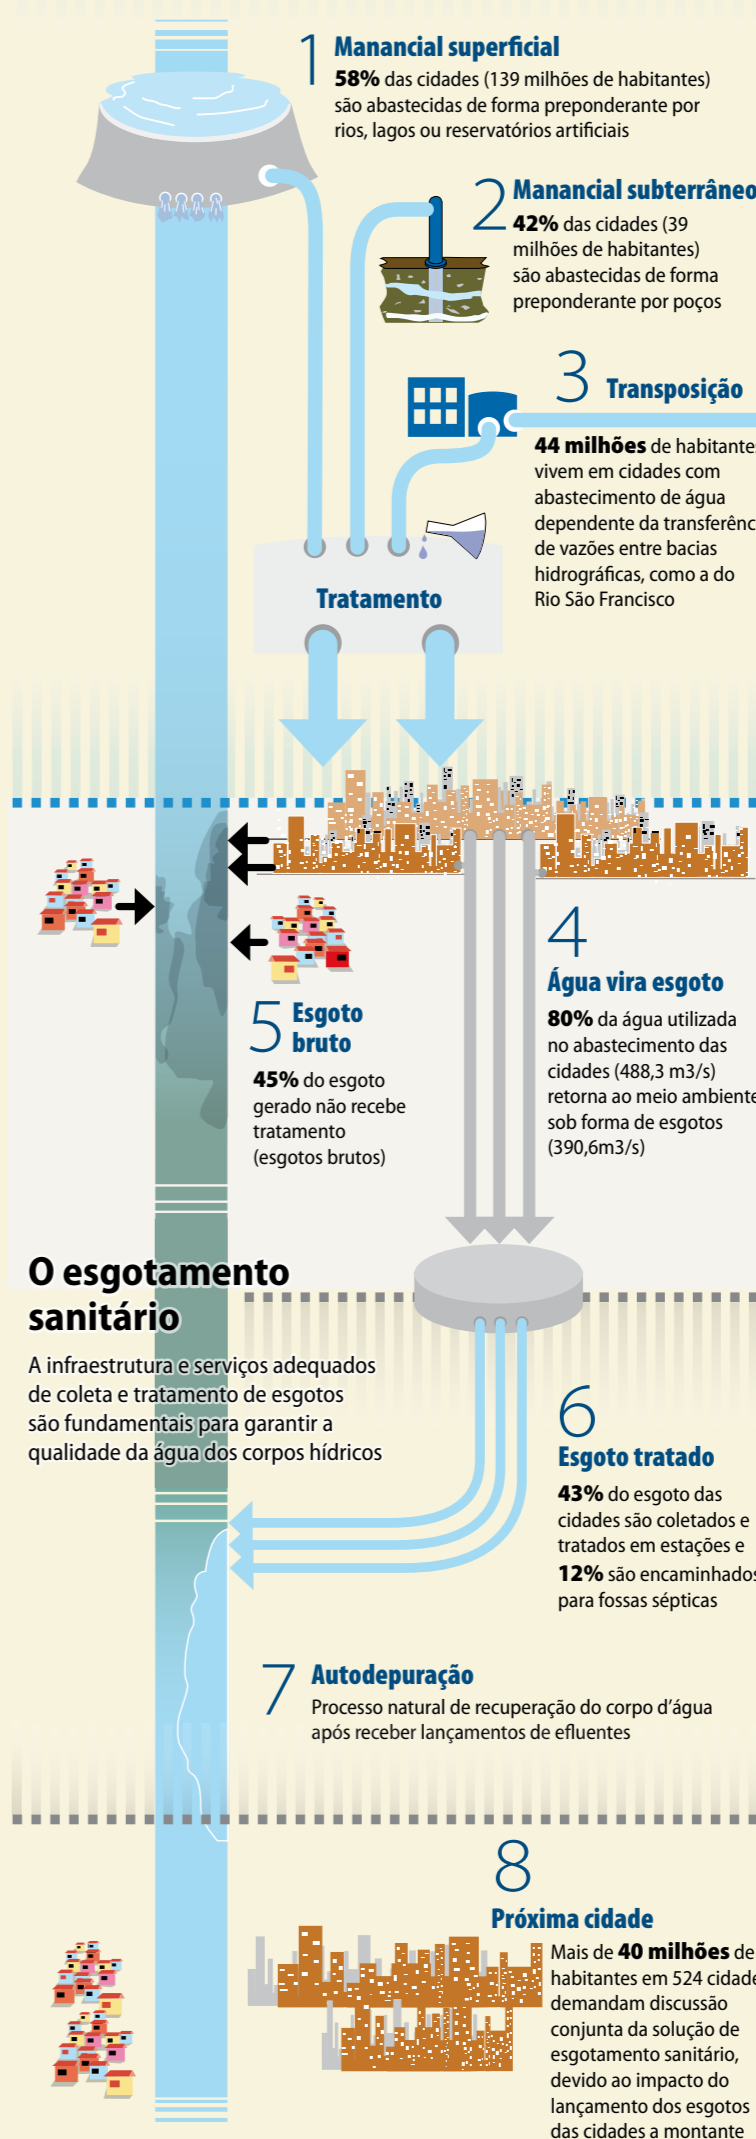 1
Manancial superficial
58% das cidades (139 milhões de habitantes)
são abastecidas de forma preponderante por
rios, lagos ou reservatórios artificiais
2
Manancial subterrâneo
42% das cidades (39
milhões de habitantes)
são abastecidas de forma
preponderante por poços
3
Transposição
44 milhões de habitantes
vivem em cidades com
abastecimento de água
dependente da transferênc
de vazões entre bacias
hidrográficas, como a do
Rio São Francisco
Tratamento
4
Água vira esgoto
80% da água utilizada
no abastecimento das
cidades (488,3 m3/s)
retorna ao meio ambiente
sob forma de esgotos
(390,6m3/s)
5
Esgoto
bruto
45% do esgoto
gerado não recebe
tratamento
(esgotos brutos)
O esgotamento
sanitário
A infraestrutura e serviços adequados
de coleta e tratamento de esgotos
são fundamentais para garantir a
qualidade da água dos corpos hídricos
6
Esgoto tratado
43% do esgoto das
cidades são coletados e
tratados em estações e
12% são encaminhados
para fossas sépticas
7
Autodepuração
Processo natural de recuperação do corpo d’água
após receber lançamentos de efluentes
8
Próxima cidade
Mais de 40 milhões de
habitantes em 524 cidade
demandam discussão
conjunta da solução de
esgotamento sanitário,
devido ao impacto do
lançamento dos esgotos
das cidades a montante